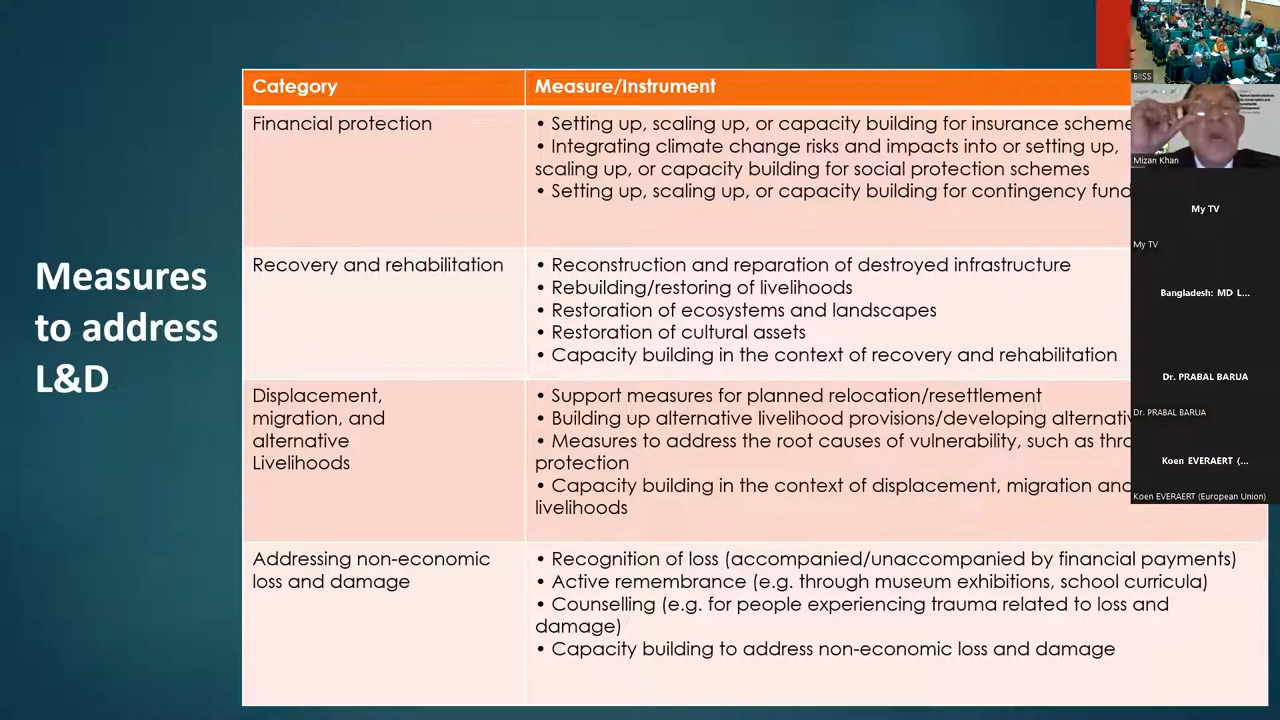 Measures
to address
L&D
Category
Measure/Instrument
Financial protection
• Setting up, scaling up, or capacity building for insurance scheme
• Integrating climate change risks and impacts into or setting up,
scaling up, or capacity building for social protection schemes
• Setting up, scaling up, or capacity building for contingency fund
Recovery and rehabilitation
• Reconstruction and reparation of destroyed infrastructure
• Rebuilding/restoring of livelihoods
• Restoration of ecosystems and landscapes
• Restoration of cultural assets
• Capacity building in the context of recovery and rehabilitation
Displacement,
migration, and
alternative
Livelihoods
• Support measures for planned relocation/resettlement
• Building up alternative livelihood provisions/developing
• Measures to address the root causes of vulnerability, such as
protection
• Capacity building in the context of displacement, migration and
livelihoods
Addressing non-economic
loss and damage
• Recognition of loss (accompanied/unaccompanied by financial payments)
• Active remembrance (e.g. through museum exhibitions, school curricula)
• Counselling (e.g. for people experiencing trauma related to loss and
damage)
• Capacity building to address non-economic loss and damage
BIISS
Mizan Khan
My TV
My TV
Bangladesh: MD L...
Dr. PRABAL BARUA
Dr. PRABAL BARUA
Koen EVERAERT (...
Koen EVERAERT (European Union)